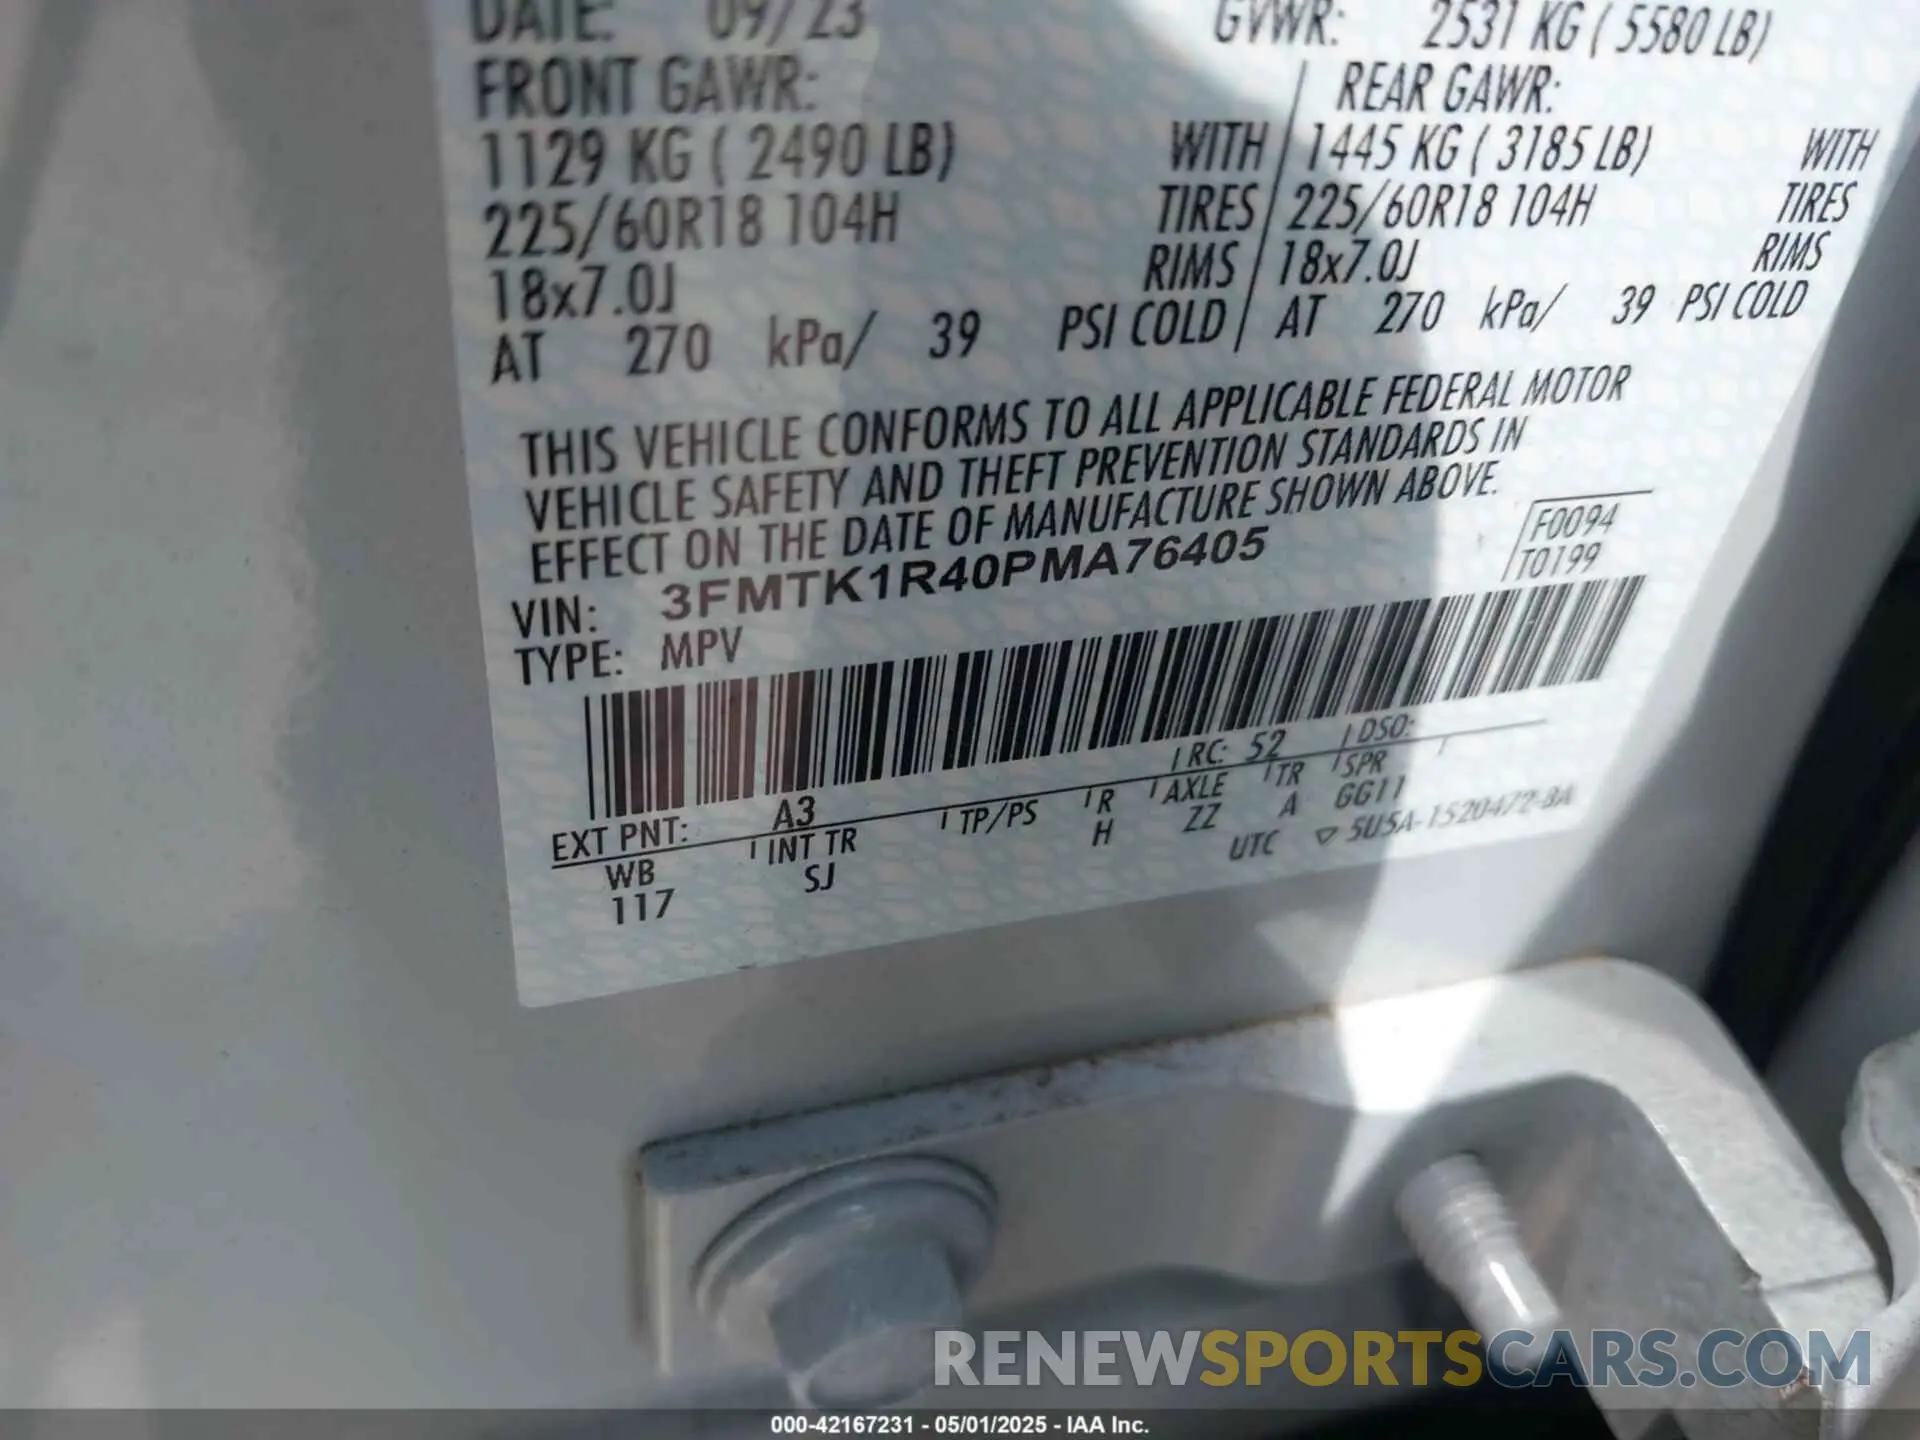 DATE: 09/23 GVWR: 2531 KG ( 5580 LB)
FRONT GAWR: REAR GAWR:
1129 KG ( 2490 LB) WITH 1445 KG ( 3185 LB) WITH
225/60R18 104H TIRES 225/60R18 104H TIRES
18x7.0J RIMS 18x7.0J RIMS
AT 270 kPa/ 39 PSI COLD AT 270 kPa/ 39 PSI COLD
THIS VEHICLE CONFORMS TO ALL APPLICABLE FEDERAL MOTOR
VEHICLE SAFETY AND THEFT PREVENTION STANDARDS IN
EFFECT ON THE DATE OF MANUFACTURE SHOWN ABOVE.
F0094
T0199
VIN: 3FMTK1R40PMA76405
TYPE: MPV
EXT PNT: A3 RC: 52 DSO:
WB INT TR TP/PS R AXLE TR SPR
117 SJ H ZZ A GG11
UTC ▽ 5U5A-1520472-BA
RENEWSPORTSCARS.COM
000-42167231 - 05/01/2025 - IAA Inc.